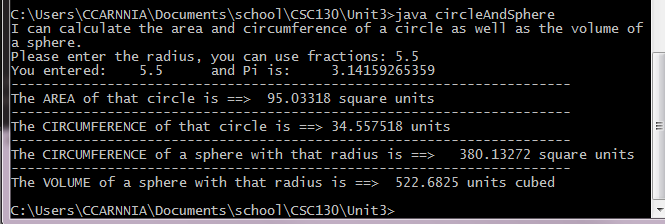 C:\Users\CCARNNIA\Documents\school\CSC130\Unit3>java circleAndSphere
I can calculate the area and circumference of a circle as well as the volume of
a sphere.
Please enter the radius, you can use fractions: 5.5
You entered:    5.5      and Pi is:     3.14159265359
----------------------------------------------------------------------
The AREA of that circle is ==>  95.03318 square units
----------------------------------------------------------------------
The CIRCUMFERENCE of that circle is ==> 34.557518 units
----------------------------------------------------------------------
The CIRCUMFERENCE of a sphere with that radius is ==>   380.13272 square units
----------------------------------------------------------------------
The VOLUME of a sphere with that radius is ==>  522.6825 units cubed

C:\Users\CCARNNIA\Documents\school\CSC130\Unit3>